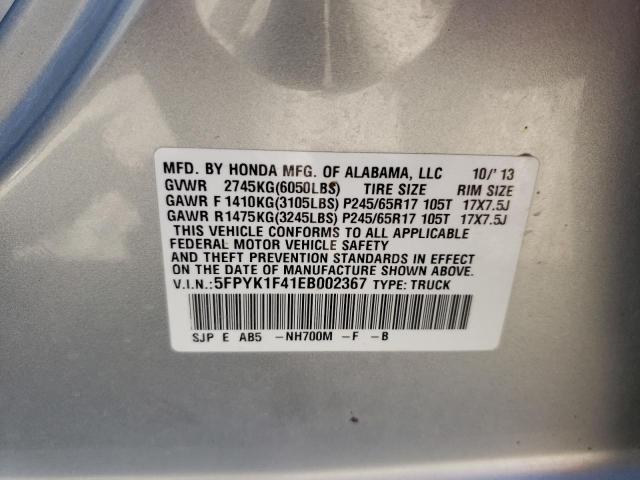 MFD. BY HONDA MFG. OF ALABAMA, LLC 10/'13
GVWR 2745KG(6050LBS) TIRE SIZE RIM SIZE
GAWR F 1410KG(3105LBS) P245/65R17 105T 17X7.5J
GAWR R1475KG(3245LBS) P245/65R17 105T 17X7.5J
THIS VEHICLE CONFORMS TO ALL APPLICABLE
FEDERAL MOTOR VEHICLE SAFETY
AND THEFT PREVENTION STANDARDS IN EFFECT
ON THE DATE OF MANUFACTURE SHOWN ABOVE.
V.I.N.:5FPYK1F41EB002367 TYPE: TRUCK
SJP E AB5 -NH700M -F -B